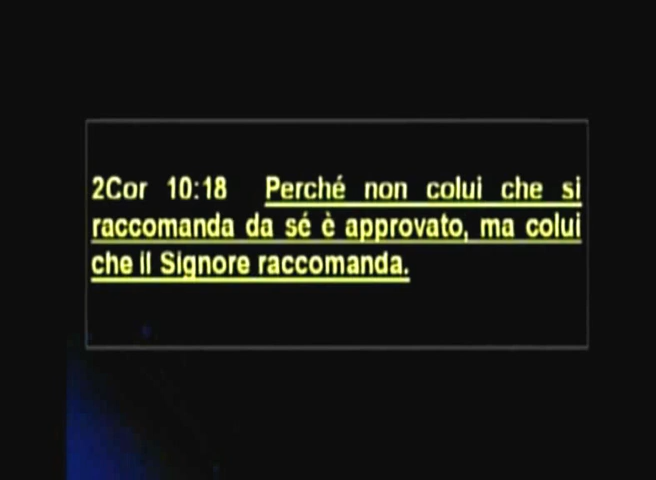 2Cor 10:18 Perché non colui che si
raccomanda da sé è approvato, ma colui
che il Signore raccomanda.